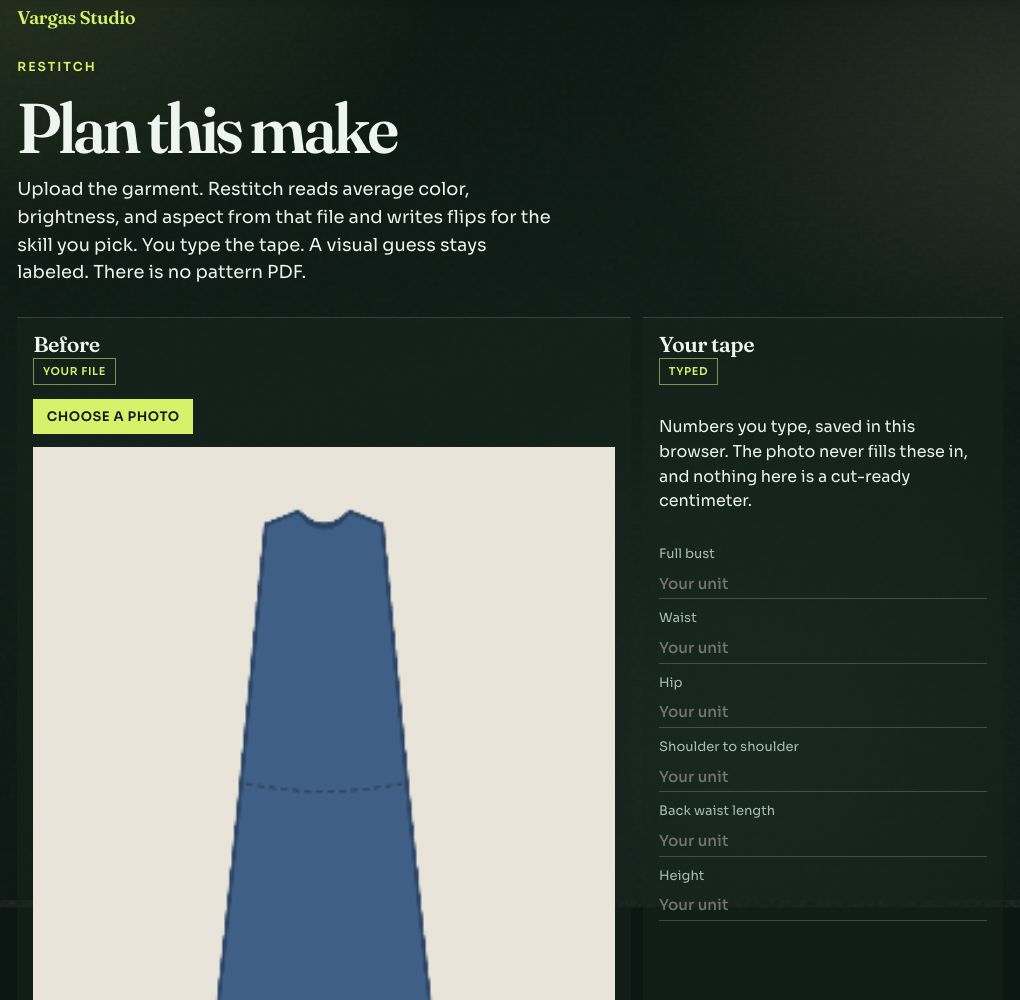 Vargas Studio
RESTITCH
Plan this make
Upload the garment. Restitch reads average color,
brightness, and aspect from that file and writes flips for the
skill you pick. You type the tape. A visual guess stays
labeled. There is no pattern PDF.
Before
YOUR FILE
CHOOSE A PHOTO
Your tape
TYPED
Numbers you type, saved in this
browser. The photo never fills these in,
and nothing here is a cut-ready
centimeter.
Full bust
Your unit
Waist
Your unit
Hip
Your unit
Shoulder to shoulder
Your unit
Back waist length
Your unit
Height
Your unit